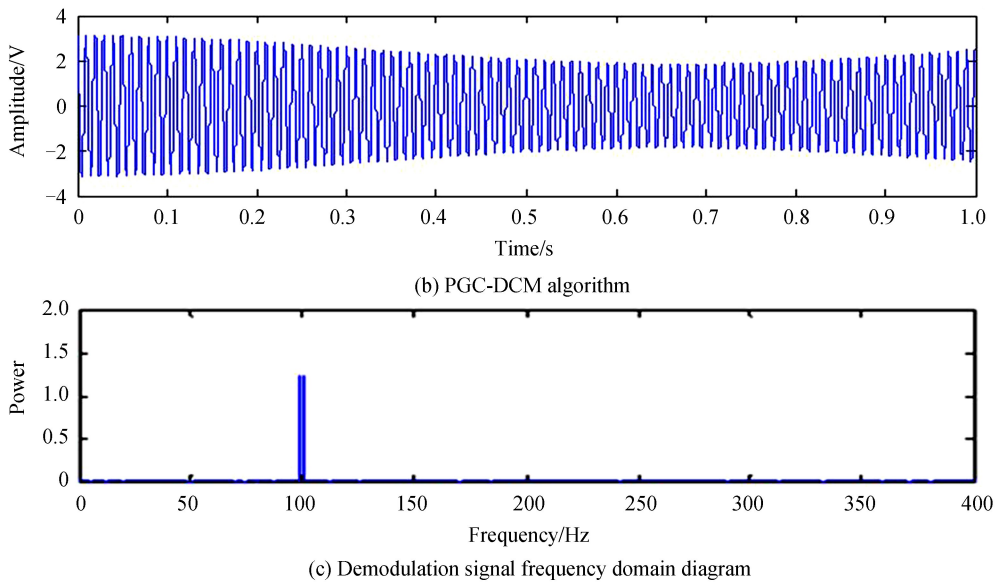 4
2
0
−2
−4
Amplitude/V
0 0.1 0.2 0.3 0.4 0.5 0.6 0.7 0.8 0.9 1.0
Time/s
(b) PGC-DCM algorithm
2.0
1.5
1.0
0.5
0
Power
0 50 100 150 200 250 300 350 400
Frequency/Hz
(c) Demodulation signal frequency domain diagram